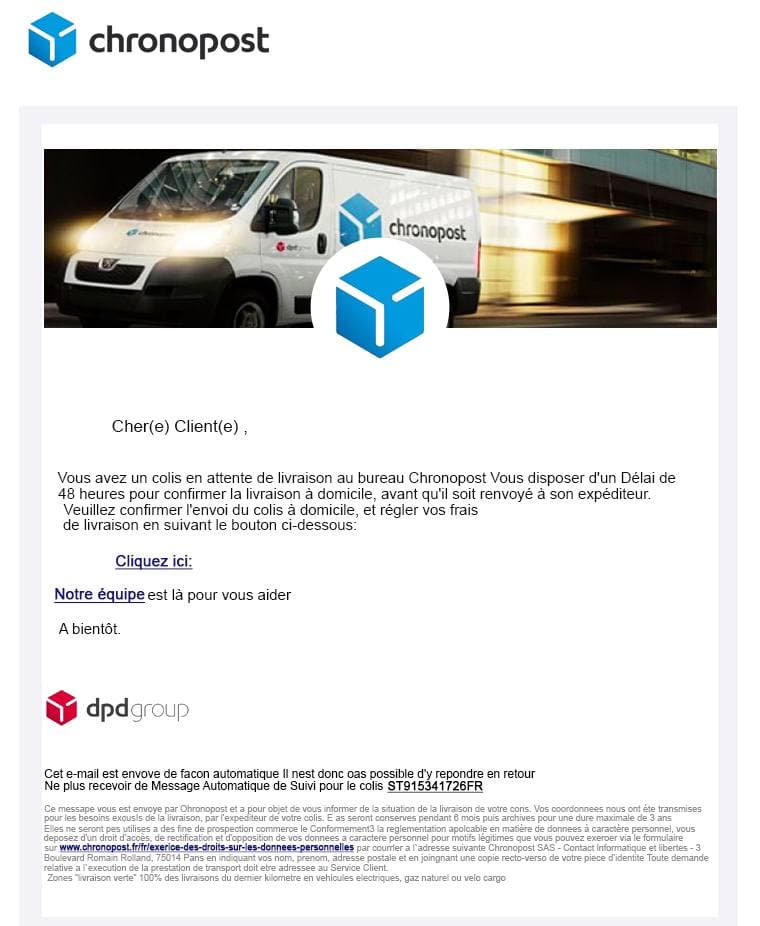 chronopost
chronopost
dpd
Cher(e) Client(e) ,
Vous avez un colis en attente de livraison au bureau Chronopost Vous disposer d'un Délai de
48 heures pour confirmer la livraison à domicile, avant qu'il soit renvoyé à son expéditeur.
Veuillez confirmer l'envoi du colis à domicile, et régler vos frais
de livraison en suivant le bouton ci-dessous:
Cliquez ici:
Notre équipe est là pour vous aider
A bientôt.
dpdgroup
Cet e-mail est envove de facon automatique Il nest donc oas possible d'y repondre en retour
Ne plus recevoir de Message Automatique de Suivi pour le colis ST915341726FR
Ce message vous est envoye par Ohronopost et a pour objet de vous informer de la situation de la livraison de votre cons. Vos coordonnees nous ont éte transmises
pour les besoins excusls de la livraison, par l'expediteur de votre colis. E as seront conserves pendant 6 mois puis archives pour une dure maximale de 3 ans
Elles ne seront pes utilises a des fine de prospection commerce le Conformement3 la reglementation apolcable en matière de donnees à caractère personnel, vous
deposez d'un droit d'accès, de rectification et d'opposition de vos donnees a caractere personnel pour motifs légitimes que vous pouvez exercer via le formulaire
sur www.chronopost.fr/fr/exerice-des-droits-sur-les-donnees-personnelles par courrler a l'adresse suivante Chronopost SAS - Contact Informatique et libertes - 3
Boulevard Romain Rolland, 75014 Pans en indiquant vos nom, prenom, adresse postale et en joingnant une copie recto-verso de votre piece d'identite Toute demande
relative a l'execution de la prestation de transport doit etre adressee au Service Client.
Zones "livraison verte" 100% des livraisons du dernier kilometre en vehicules electriques, gaz naturel ou velo cargo